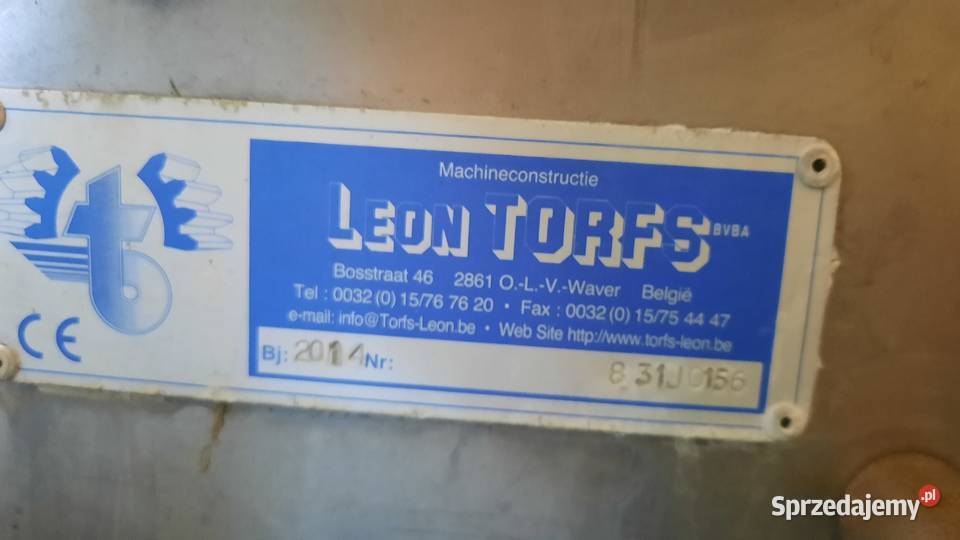 Machineconstructie
LEON TORFS BVBA
Bosstraat 46 2861 O.-L.-V.-Waver België
Tel : 0032 (0) 15/76 76 20 • Fax : 0032 (0) 15/75 44 47
e-mail: info@Torfs-Leon.be • Web Site http://www.torfs-leon.be
Bj: 2014 Nr: 8 31J0156
t
CE
Sprzedajemy.pl